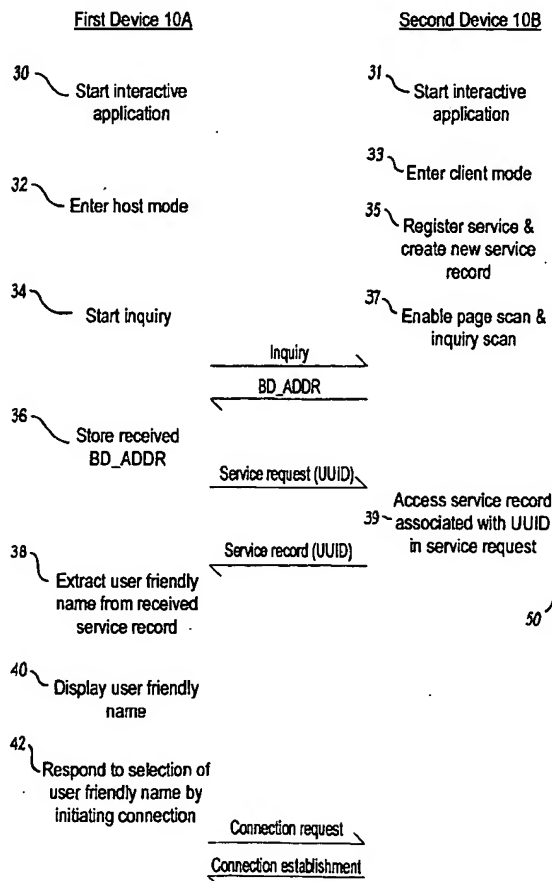 First Device 10A
Second Device 10B
30
Start interactive
application
31
Start interactive
application
33
Enter client mode
32
Enter host mode
35
Register service &
create new service
record
34
Start inquiry
37
Enable page scan
& inquiry scan
Inquiry
BD_ADDR
36
Store received
BD_ADDR
Service request (UUID)
Access service record
39 associated with UUID
in service request
Service record (UUID)
38
Extract user friendly
name from received
service record
50
40
Display user friendly
name
42
Respond to selection of
user friendly name by
initiating connection
Connection request
Connection establishment